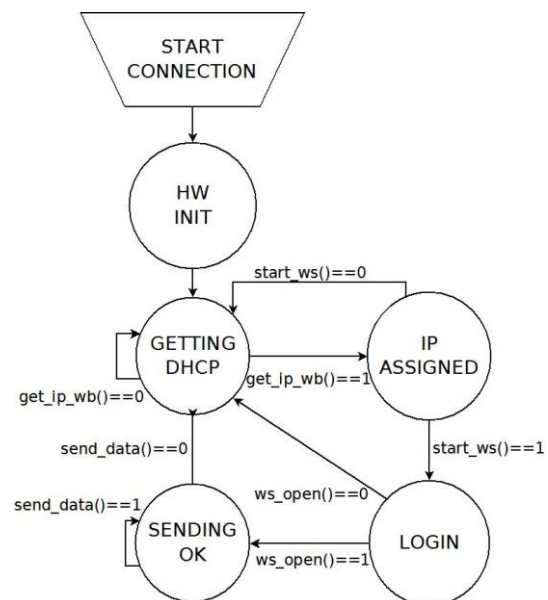 START
CONNECTION
HW
INIT
start_ws()==0
GETTING
DHCP
IP
ASSIGNED
get_ip_wb()==1
get_ip_wb()==0
send_data()==0
start_ws()==1
ws_open()==0
send_data()==1
SENDING
OK
LOGIN
ws_open()==1